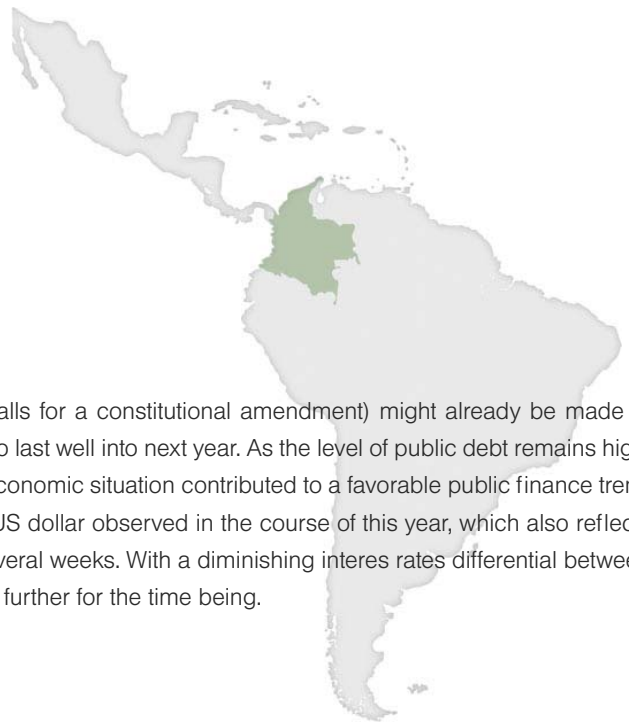 alls for a constitutional amendment) might already be made
o last well into next year. As the level of public debt remains hig
conomic situation contributed to a favorable public finance tren
US dollar observed in the course of this year, which also reflec
veral weeks. With a diminishing interes rates differential betwee
further for the time being.